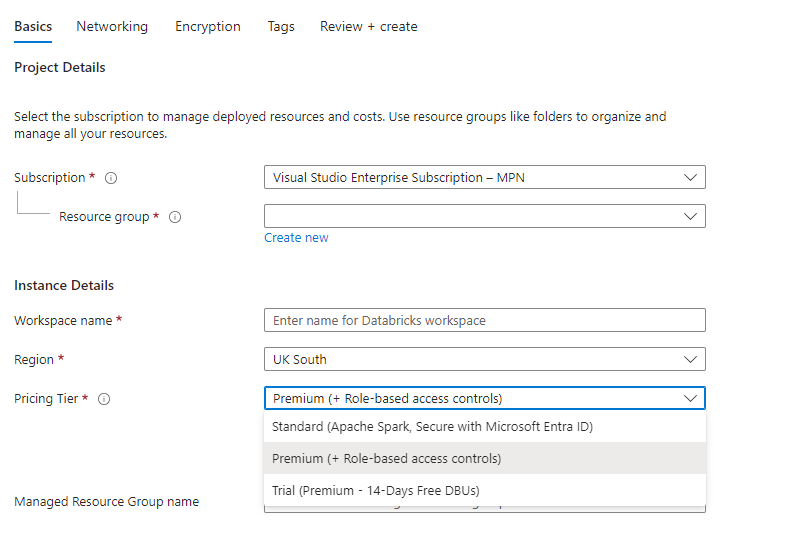 Basics Networking Encryption Tags Review + create
Project Details
Select the subscription to manage deployed resources and costs. Use resource groups like folders to organize and
manage all your resources.
Subscription * Visual Studio Enterprise Subscription – MPN
Resource group *
Create new
Instance Details
Workspace name * Enter name for Databricks workspace
Region * UK South
Pricing Tier * Premium (+ Role-based access controls)
Standard (Apache Spark, Secure with Microsoft Entra ID)
Premium (+ Role-based access controls)
Trial (Premium - 14-Days Free DBUs)
Managed Resource Group name